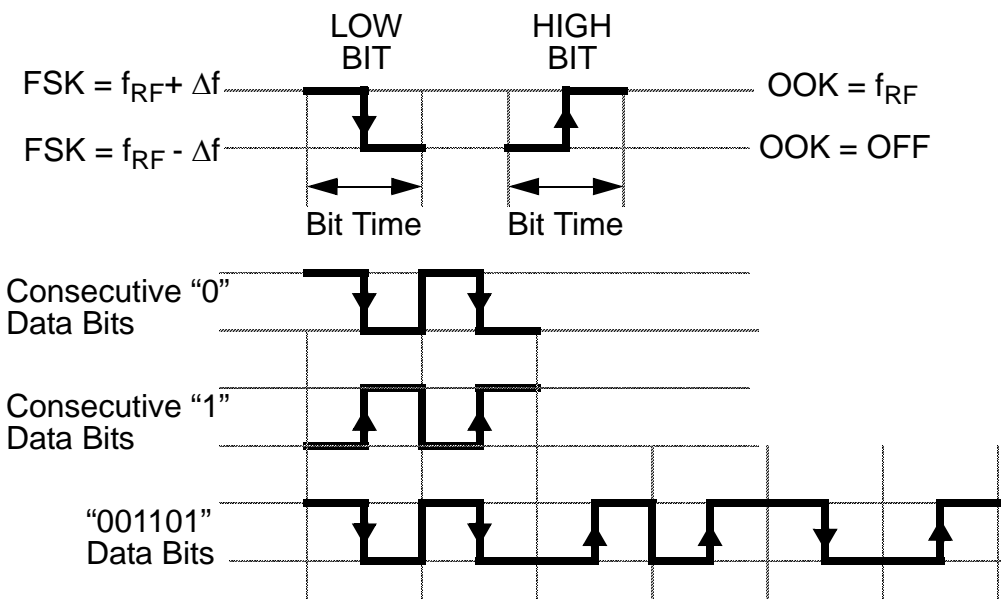 LOW
BIT
HIGH
BIT
FSK = fRF+ Δf
OOK = fRF
FSK = fRF - Δf
OOK = OFF
Bit Time
Bit Time
Consecutive “0”
Data Bits
Consecutive “1”
Data Bits
“001101”
Data Bits